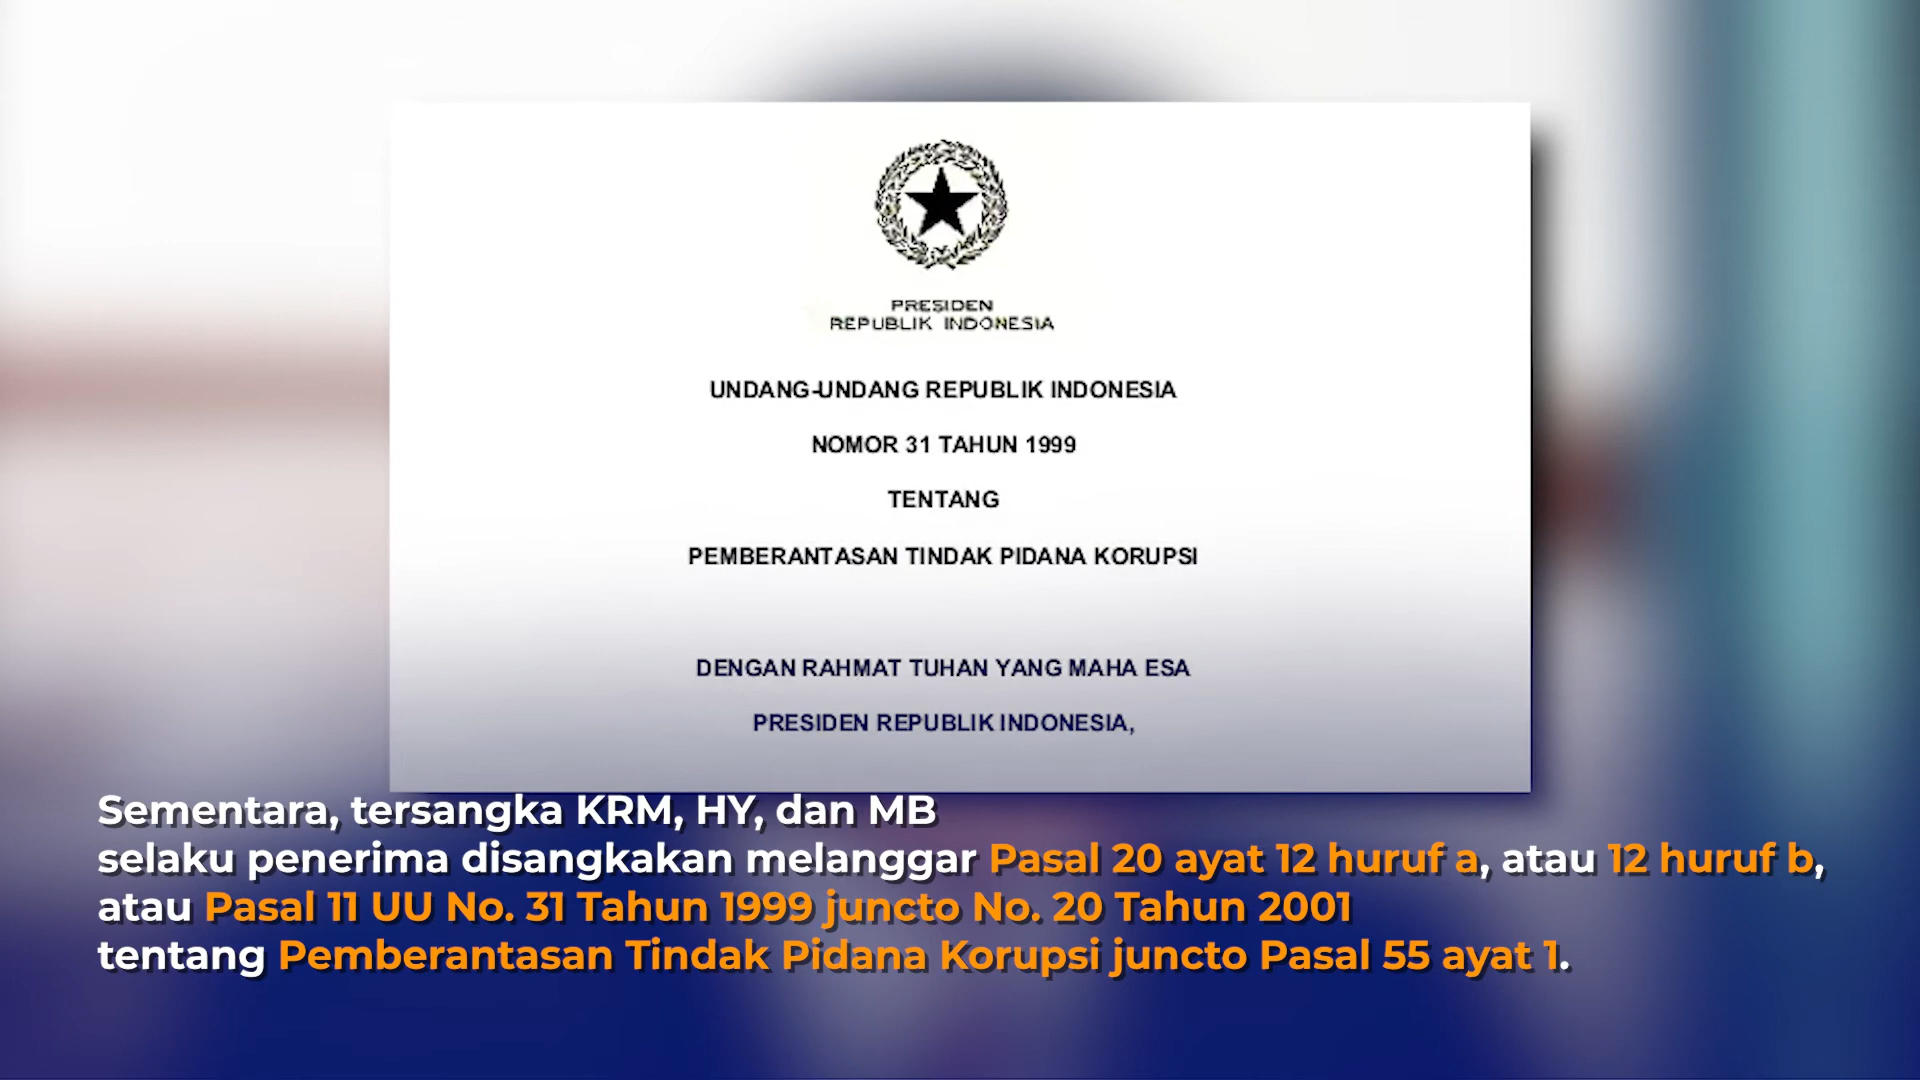 PRESIDEN
REPUBLIK INDONESIA
UNDANG-UNDANG REPUBLIK INDONESIA
NOMOR 31 TAHUN 1999
TENTANG
PEMBERANTASAN TINDAK PIDANA KORUPSI
DENGAN RAHMAT TUHAN YANG MAHA ESA
PRESIDEN REPUBLIK INDONESIA,
Sementara, tersangka KRM, HY, dan MB
selaku penerima disangkakan melanggar Pasal 20 ayat 12 huruf a, atau 12 huruf b,
atau Pasal 11 UU No. 31 Tahun 1999 juncto No. 20 Tahun 2001
tentang Pemberantasan Tindak Pidana Korupsi juncto Pasal 55 ayat 1.